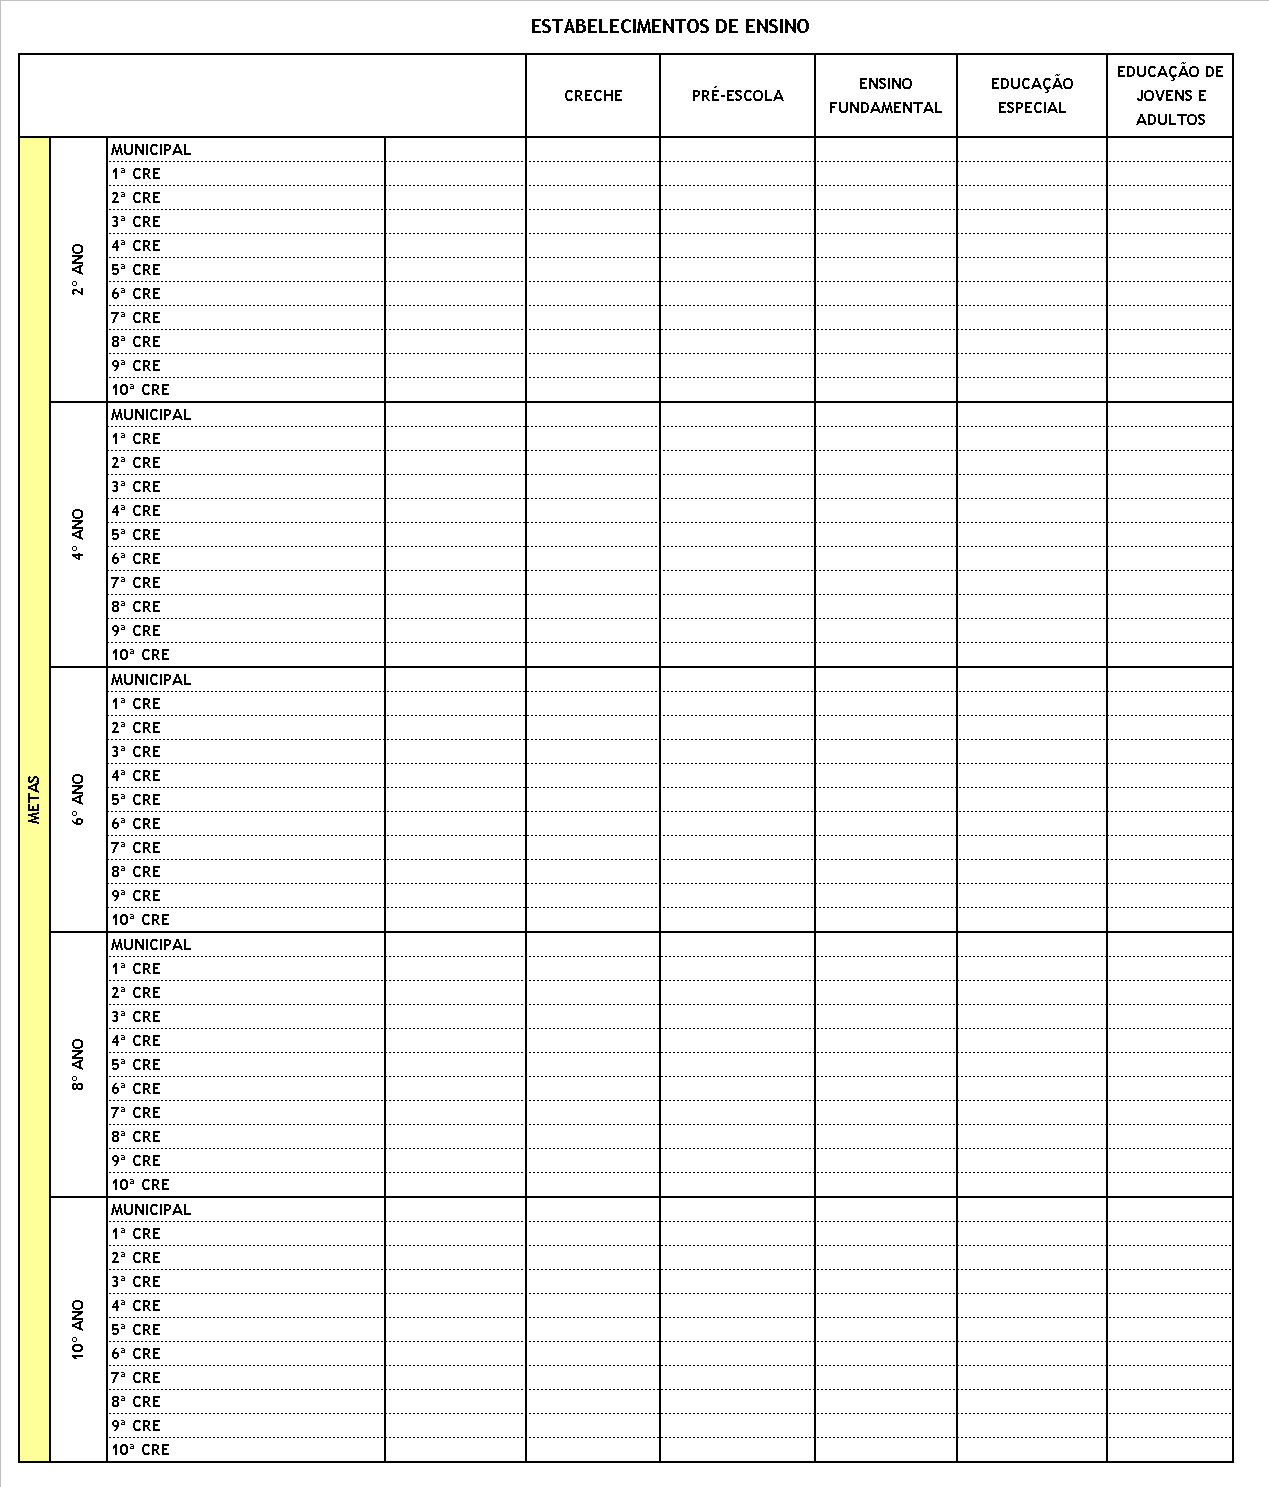 ESTABELECIMENTOS DE ENSINO
CRECHE
PRÉ-ESCOLA
ENSINO
FUNDAMENTAL
EDUCAÇÃO
ESPECIAL
EDUCAÇÃO DE
JOVENS E
ADULTOS
METAS
2º ANO
MUNICIPAL
1ª CRE
2ª CRE
3ª CRE
4ª CRE
5ª CRE
6ª CRE
7ª CRE
8ª CRE
9ª CRE
10ª CRE
4º ANO
MUNICIPAL
1ª CRE
2ª CRE
3ª CRE
4ª CRE
5ª CRE
6ª CRE
7ª CRE
8ª CRE
9ª CRE
10ª CRE
6º ANO
MUNICIPAL
1ª CRE
2ª CRE
3ª CRE
4ª CRE
5ª CRE
6ª CRE
7ª CRE
8ª CRE
9ª CRE
10ª CRE
8º ANO
MUNICIPAL
1ª CRE
2ª CRE
3ª CRE
4ª CRE
5ª CRE
6ª CRE
7ª CRE
8ª CRE
9ª CRE
10ª CRE
10º ANO
MUNICIPAL
1ª CRE
2ª CRE
3ª CRE
4ª CRE
5ª CRE
6ª CRE
7ª CRE
8ª CRE
9ª CRE
10ª CRE